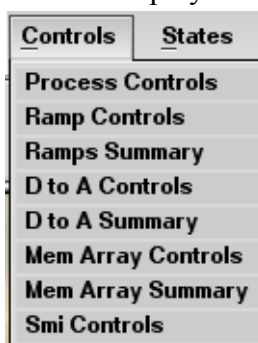 Controls States
Process Controls
Ramp Controls
Ramps Summary
D to A Controls
D to A Summary
Mem Array Controls
Mem Array Summary
Smi Controls